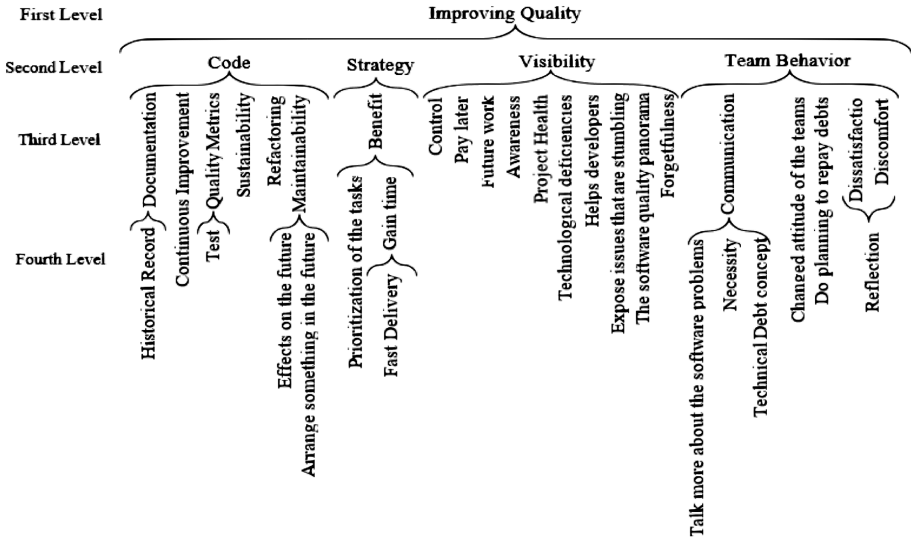 First Level
Improving Quality
Second Level
Code
Strategy
Visibility
Team Behavior
Third Level
Documentation
Continuous Improvement
Quality Metrics
Sustainability
Refactoring
Maintainability
Benefit
Control
Pay later
Future work
Awareness
Project Health
Technological deficiencies
Helps developers
Expose issues that are stumbling
The software quality panorama
Forgetfulness
Communication
Changed attitude of the teams
Do planning to repay debts
Dissatisfactio
Discomfort
Fourth Level
Historical Record
Test
Effects on the future
Arrange something in the future
Prioritization of the tasks
Gain time
Fast Delivery
Talk more about the software problems
Necessity
Technical Debt concept
Reflection